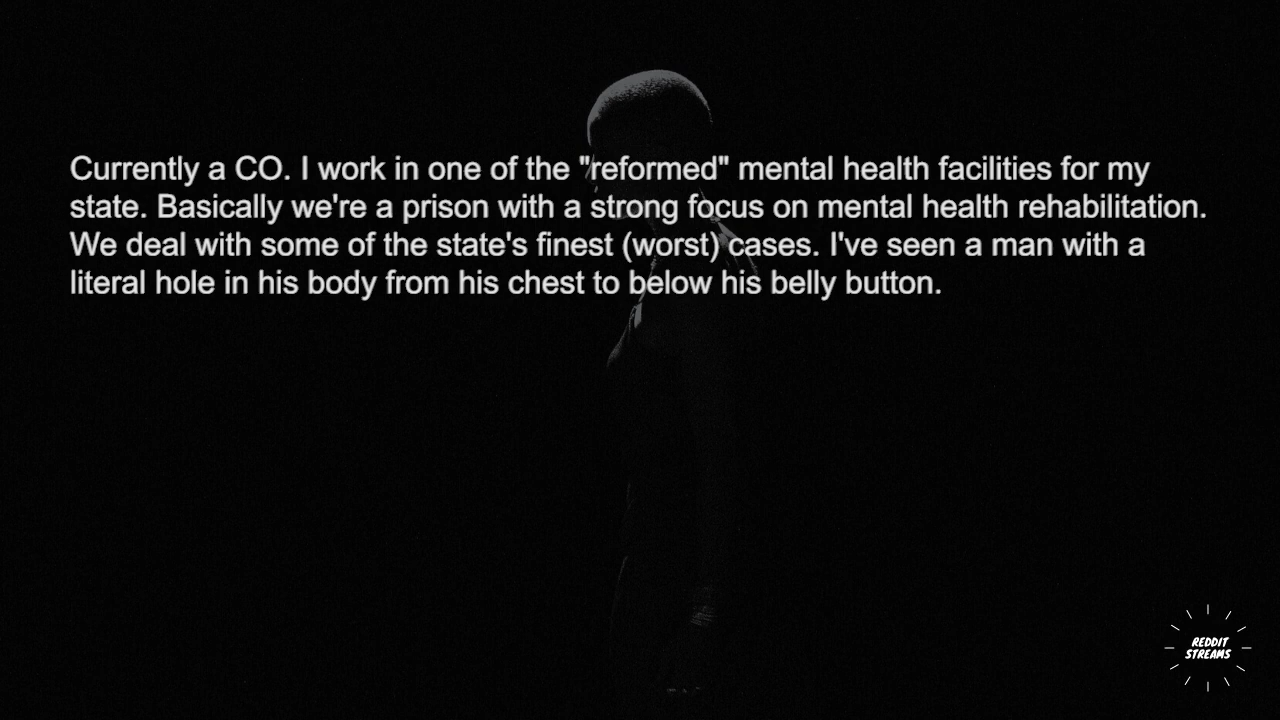 Currently a CO. I work in one of the "reformed" mental health facilities for my
state. Basically we're a prison with a strong focus on mental health rehabilitation.
We deal with some of the state's finest (worst) cases. I've seen a man with a
literal hole in his body from his chest to below his belly button.
REDDIT
STREAMS